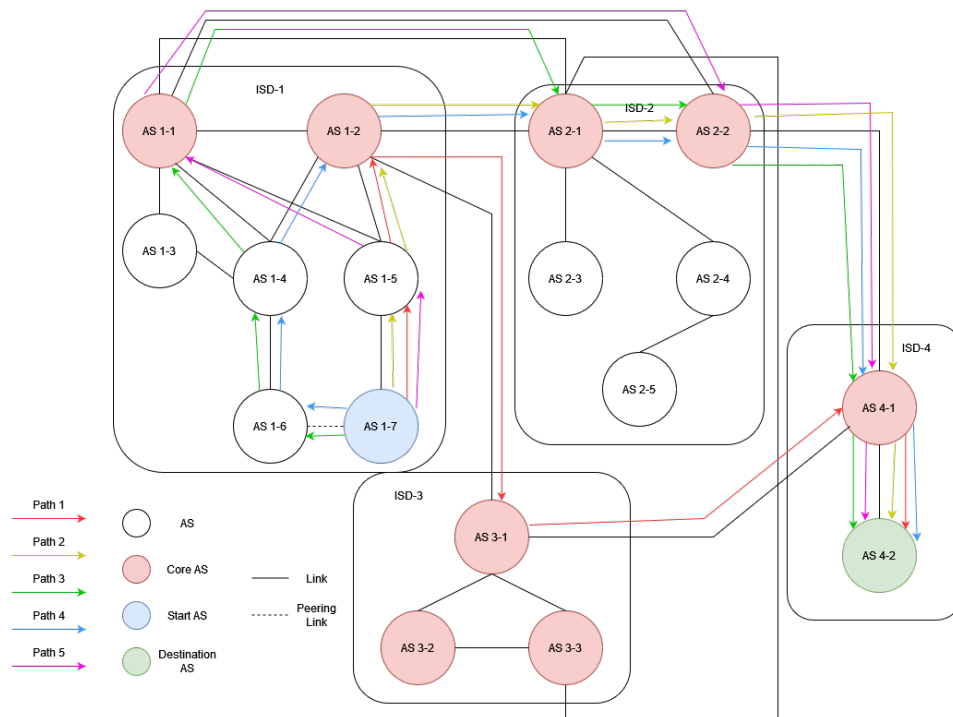 ISD-1
AS 1-1
AS 1-2
AS 1-3
AS 1-4
AS 1-5
AS 1-6
AS 1-7
ISD-2
AS 2-1
AS 2-2
AS 2-3
AS 2-4
AS 2-5
ISD-4
AS 4-1
AS 4-2
ISD-3
AS 3-1
AS 3-2
AS 3-3
Path 1
Path 2
Path 3
Path 4
Path 5
AS
Core AS
Start AS
Destination
AS
Link
Peering
Link